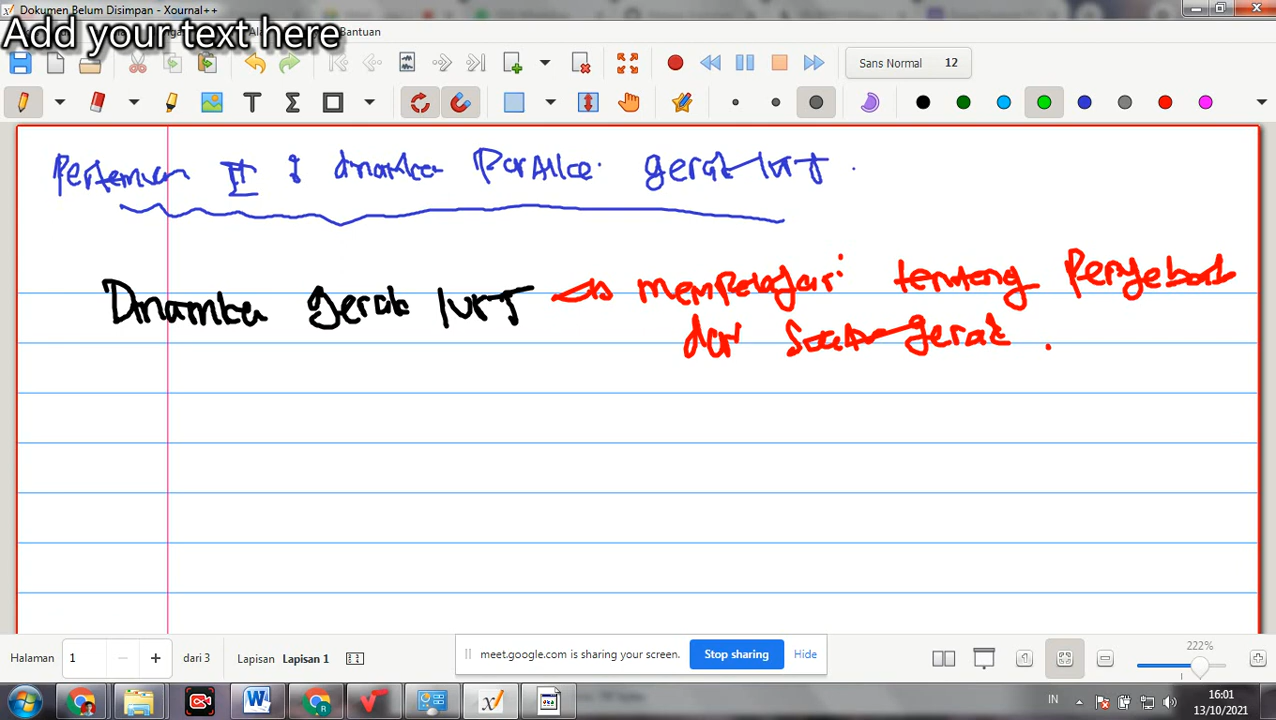 Dokumen Belum Disimpan - Xournal++
Add your text here
Bantuan
Sans Normal 12
Pertemuan II : dinamika Partikel gerak lurus
Dinamika gerak lurus mempelajari tentang Penyebab
dari Suatu gerak .
Halaman 1 dari 3 Lapisan Lapisan 1
meet.google.com is sharing your screen. Stop sharing Hide
222%
IN 16:01
13/10/2021